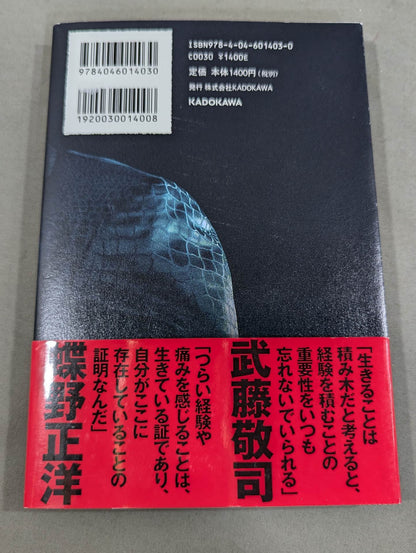 9784046014030
1920030014008
ISBN978-4-04-601403-0
C0030 ¥1400E
定価 本体1400円(税別)
発行 株式会社KADOKAWA
KADOKAWA
「生きることは
積み木だと考えると、
経験を積むことの
重要性をいつも
忘れないでいられる」
武藤敬司
「つらい経験や
痛みを感じることは、
生きている証であり、
自分がここに
存在していることの
証明なんだ」
蝶野正洋